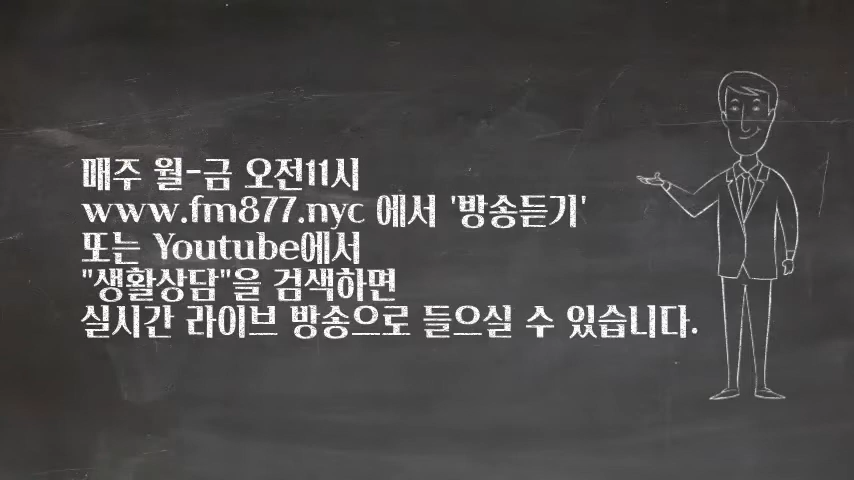 매주 월-금 오전11시
www.fm877.nyc 에서 '방송듣기'
또는 Youtube에서
"생활상담"을 검색하면
실시간 라이브 방송으로 들으실 수 있습니다.